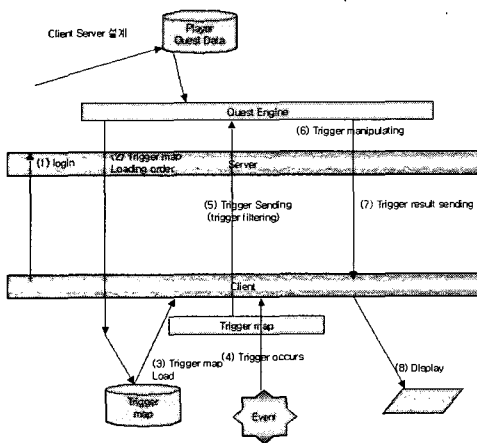 Client Server 설계
Player
Quest Data
Quest Engine
(6) Trigger manipulating
(1) login
(2) Trigger map
Loading order
Server
(5) Trigger Sending
(trigger filtering)
(7) Trigger result sending
Client
Trigger map
(3) Trigger map
Load
(4) Trigger occurs
(8) Display
Trigger
map
Event